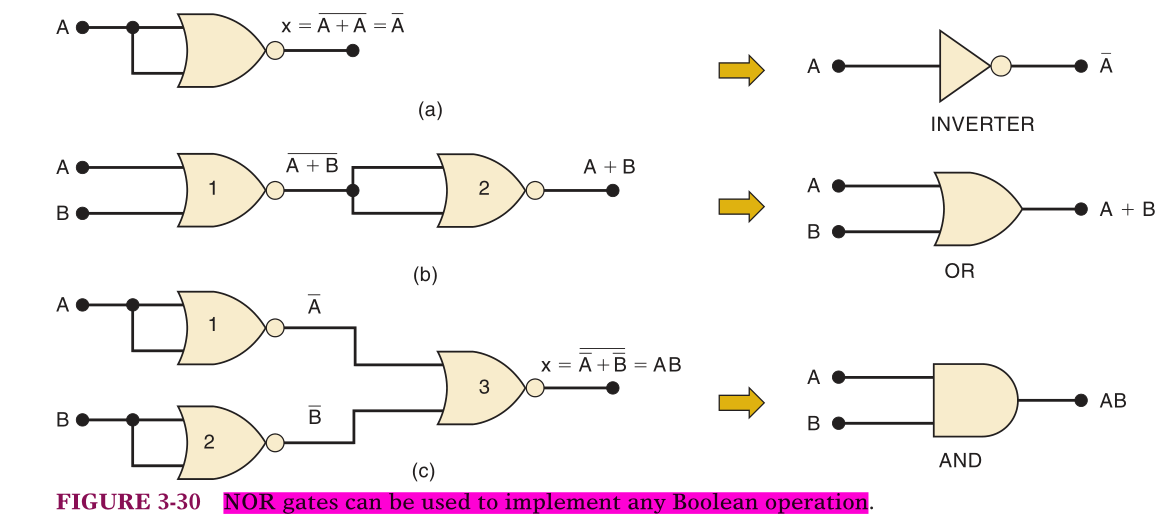 A
x = \overline{A + A} = \overline{A}
(a)
A
\overline{A}
INVERTER
A
B
1
\overline{A + B}
2
A + B
(b)
A
B
A + B
OR
A
1
\overline{A}
B
2
\overline{B}
3
x = \overline{\overline{A} + \overline{B}} = AB
(c)
A
B
AB
AND
FIGURE 3-30 NOR gates can be used to implement any Boolean operation.